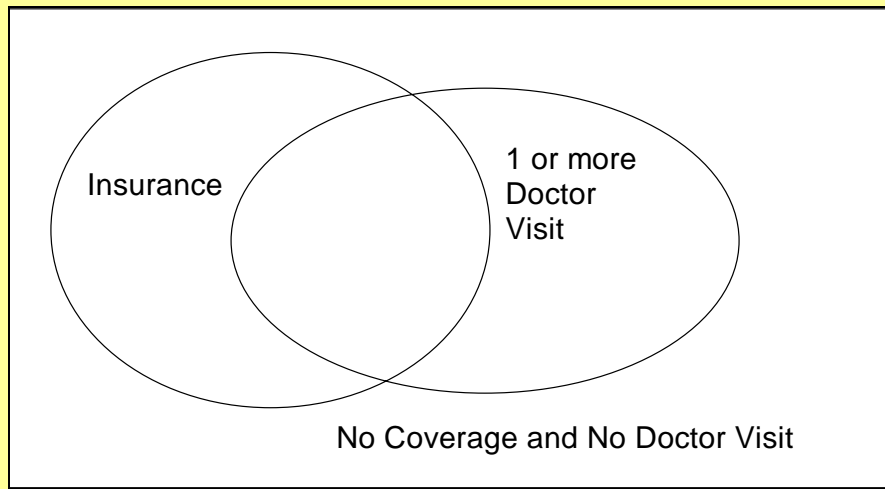 Insurance
1 or more
Doctor
Visit
No Coverage and No Doctor Visit